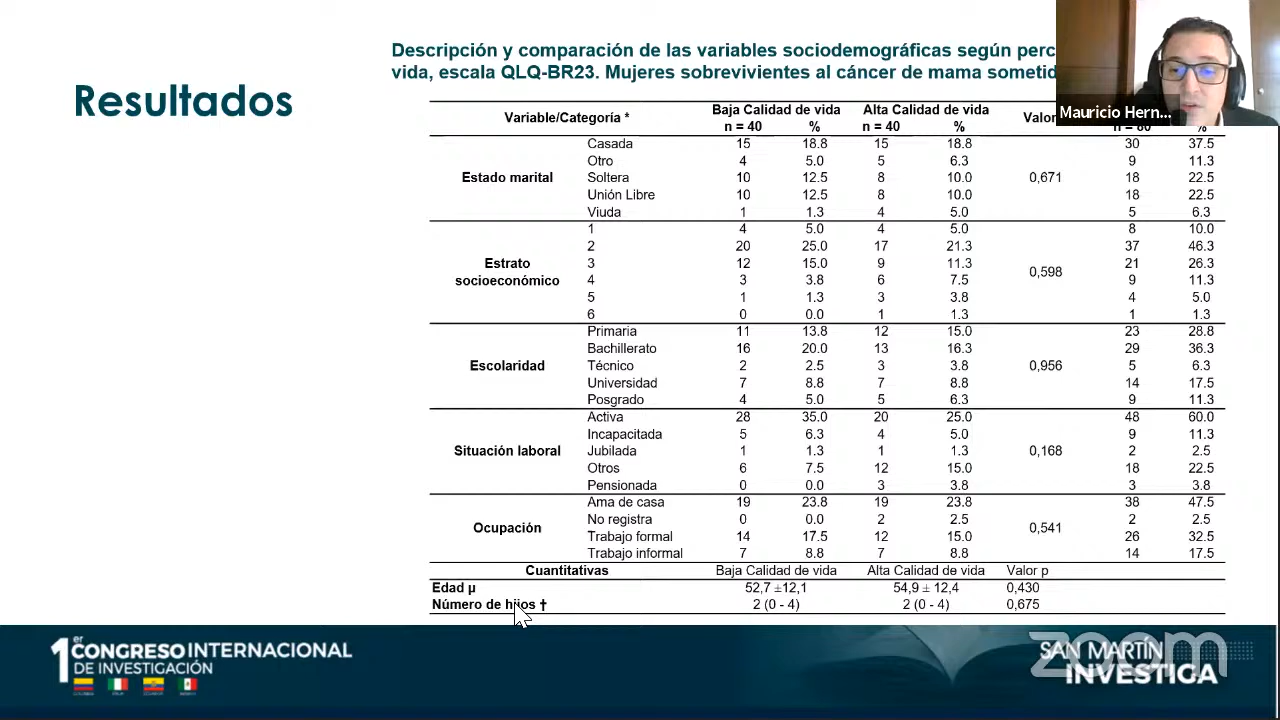 Resultados
Descripción y comparación de las variables sociodemográficas según
vida, escala QLQ-BR23. Mujeres sobrevivientes al cáncer de mama
Mauricio Hern...
Variable/Categoría * Baja Calidad de vida Alta Calidad de vida
n = 40 % n = 40 % %
Estado marital 0,671
Casada 15 18.8 15 18.8 30 37.5
Otro 4 5.0 5 6.3 9 11.3
Soltera 10 12.5 8 10.0 18 22.5
Unión Libre 10 12.5 8 10.0 18 22.5
Viuda 1 1.3 4 5.0 5 6.3
Estrato socioeconómico 0,598
1 4 5.0 4 5.0 8 10.0
2 20 25.0 17 21.3 37 46.3
3 12 15.0 9 11.3 21 26.3
4 3 3.8 6 7.5 9 11.3
5 1 1.3 3 3.8 4 5.0
6 0 0.0 1 1.3 1 1.3
Escolaridad 0,956
Primaria 11 13.8 12 15.0 23 28.8
Bachillerato 16 20.0 13 16.3 29 36.3
Técnico 2 2.5 3 3.8 5 6.3
Universidad 7 8.8 7 8.8 14 17.5
Posgrado 4 5.0 5 6.3 9 11.3
Situación laboral 0,168
Activa 28 35.0 20 25.0 48 60.0
Incapacitada 5 6.3 4 5.0 9 11.3
Jubilada 1 1.3 1 1.3 2 2.5
Otros 6 7.5 12 15.0 18 22.5
Pensionada 0 0.0 3 3.8 3 3.8
Ocupación 0,541
Ama de casa 19 23.8 19 23.8 38 47.5
No registra 0 0.0 2 2.5 2 2.5
Trabajo formal 14 17.5 12 15.0 26 32.5
Trabajo informal 7 8.8 7 8.8 14 17.5
Cuantitativas Baja Calidad de vida Alta Calidad de vida Valor p
Edad µ 52,7 ±12,1 54,9 ± 12,4 0,430
Número de hijos † 2 (0 - 4) 2 (0 - 4) 0,675
1er CONGRESO INTERNACIONAL
DE INVESTIGACIÓN
SAN MARTÍN
INVESTIGA
zoom